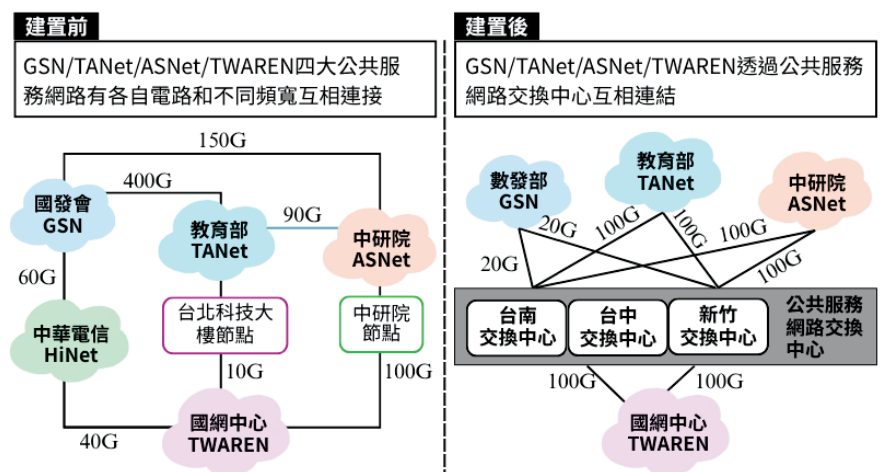 建置前
GSN/TANet/ASNet/TWAREN四大公共服
務網路有各自電路和不同頻寬互相連接
150G
400G
國發會
GSN
教育部
TANet
90G
中研院
ASNet
60G
中華電信
HiNet
台北科技大
樓節點
中研院
節點
10G
100G
40G
國網中心
TWAREN
建置後
GSN/TANet/ASNet/TWAREN透過公共服務
網路交換中心互相連結
數發部
GSN
教育部
TANet
中研院
ASNet
20G
20G
100G
100G
100G
100G
台南
交換中心
台中
交換中心
新竹
交換中心
公共服務
網路交換
中心
100G
100G
國網中心
TWAREN